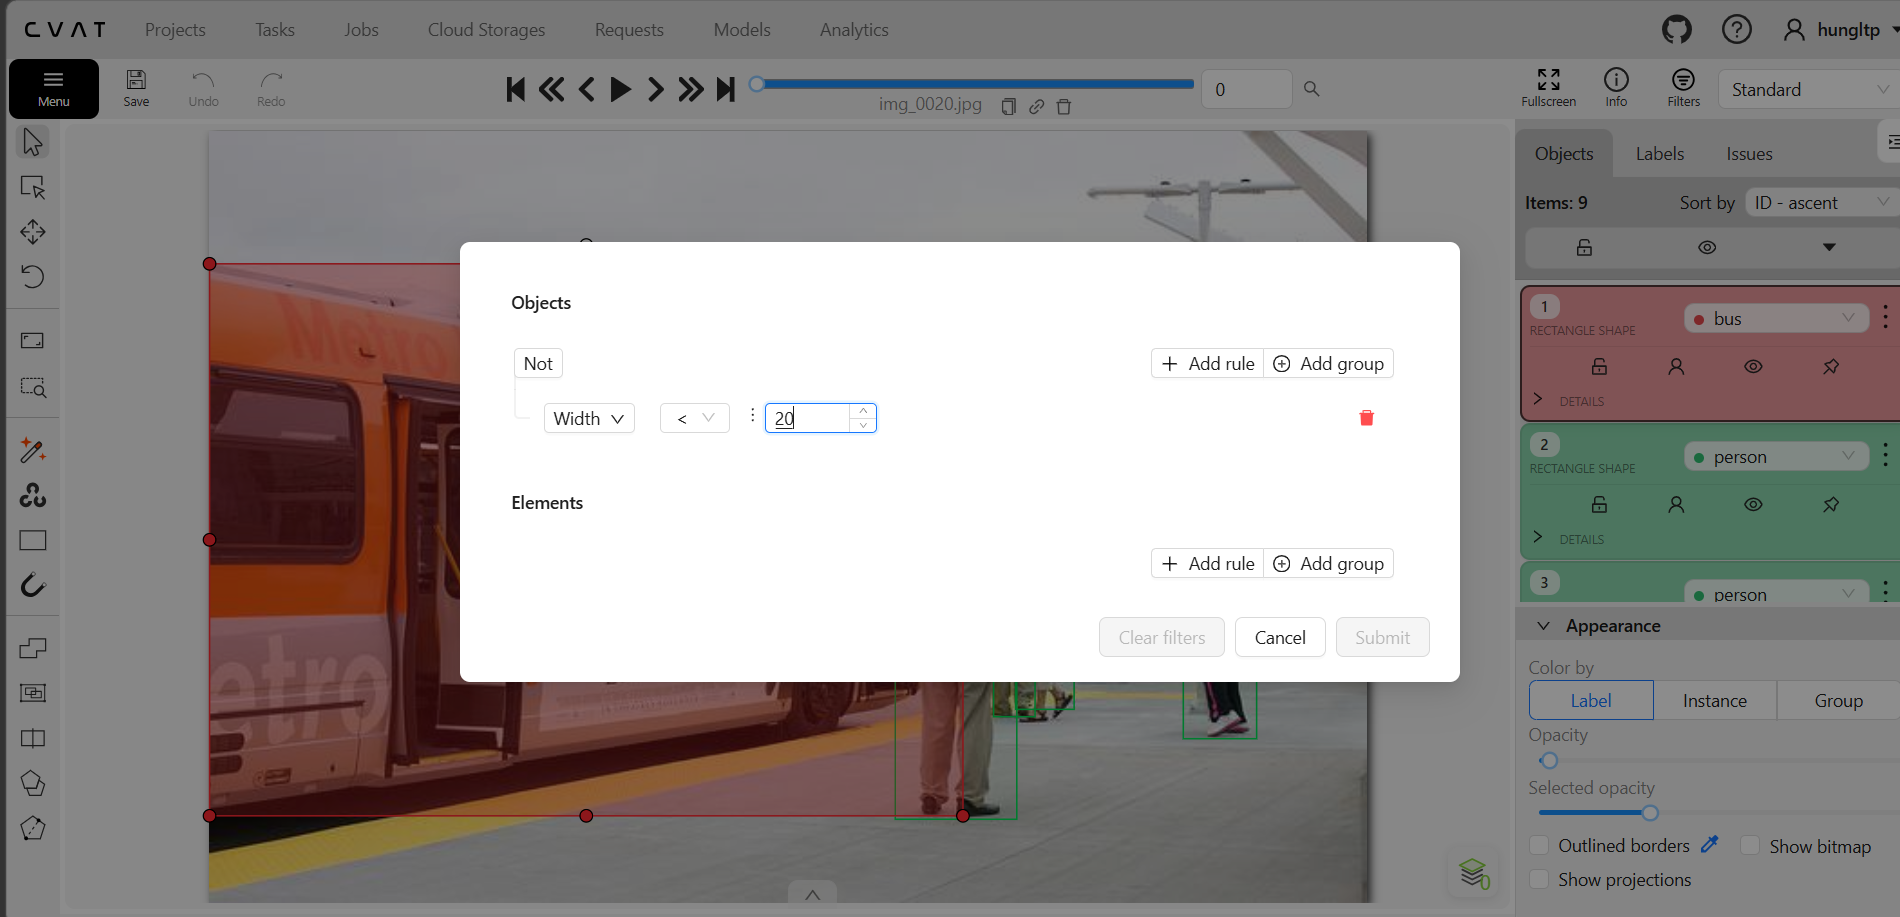 CVAT Projects Tasks Jobs Cloud Storages Requests Models Analytics hungltp
Menu Save Undo Redo 0 Fullscreen Info Filters Standard
img_0020.jpg
Objects Labels Issues
Items: 9 Sort by ID - ascent
Metro
Objects
1 bus
RECTANGLE SHAPE
Not Add rule Add group
DETAILS
Width < 20
2 person
RECTANGLE SHAPE
Elements
DETAILS
Add rule Add group
3 person
Clear filters Cancel Submit
Appearance
etro
Color by
Label Instance Group
Opacity
Selected opacity
Outlined borders Show bitmap
Show projections
0